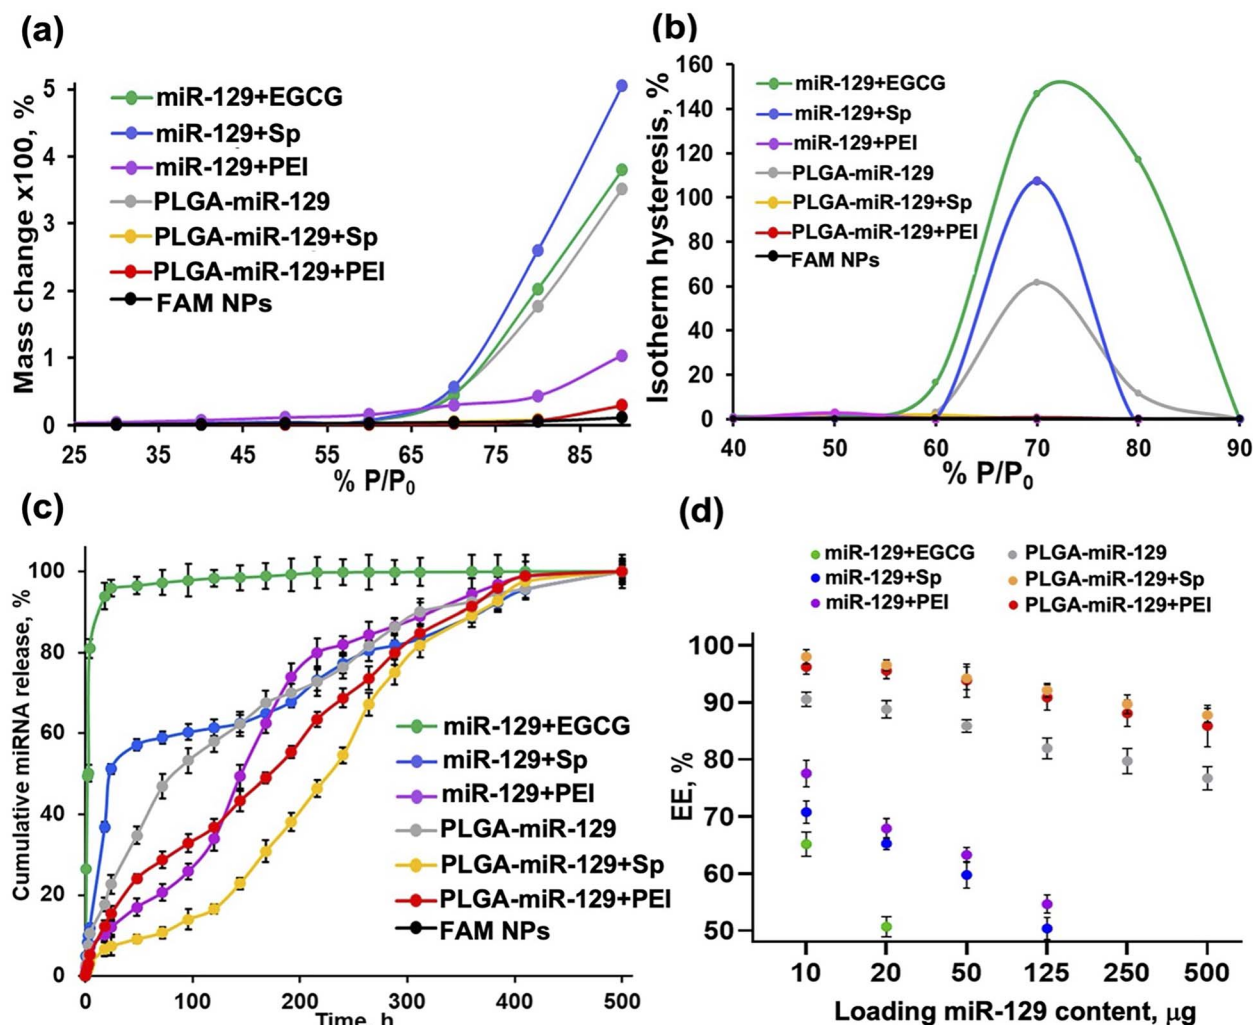 (a)
Mass change x100, %
5
4
3
2
1
0
miR-129+EGCG
miR-129+Sp
miR-129+PEI
PLGA-miR-129
PLGA-miR-129+Sp
PLGA-miR-129+PEI
FAM NPs
25 35 45 55 65 75 85
% P/P₀
(b)
Isotherm hysteresis, %
160
140
120
100
80
60
40
20
0
miR-129+EGCG
miR-129+Sp
miR-129+PEI
PLGA-miR-129
PLGA-miR-129+Sp
PLGA-miR-129+PEI
FAM NPs
40 50 60 70 80 90
% P/P₀
(c)
Cumulative miRNA release, %
100
80
60
40
20
0
miR-129+EGCG
miR-129+Sp
miR-129+PEI
PLGA-miR-129
PLGA-miR-129+Sp
PLGA-miR-129+PEI
FAM NPs
0 100 200 300 400 500
Time, h
(d)
miR-129+EGCG
miR-129+Sp
miR-129+PEI
PLGA-miR-129
PLGA-miR-129+Sp
PLGA-miR-129+PEI
EE, %
100
90
80
70
60
50
10 20 50 125 250 500
Loading miR-129 content, µg